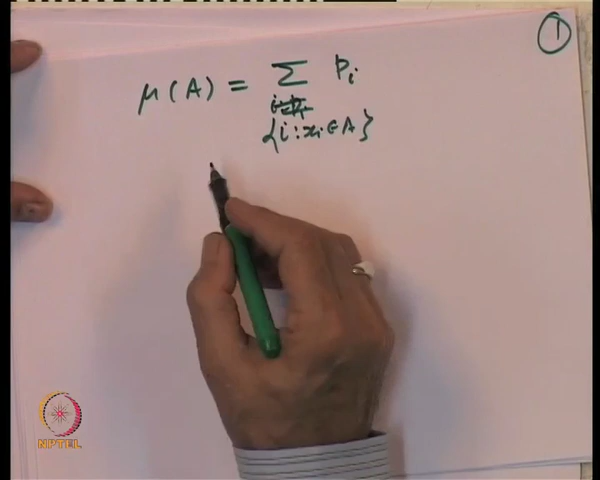 ①
μ(A) = Σ pᵢ
{i : xᵢ ∈ A}
NPTEL